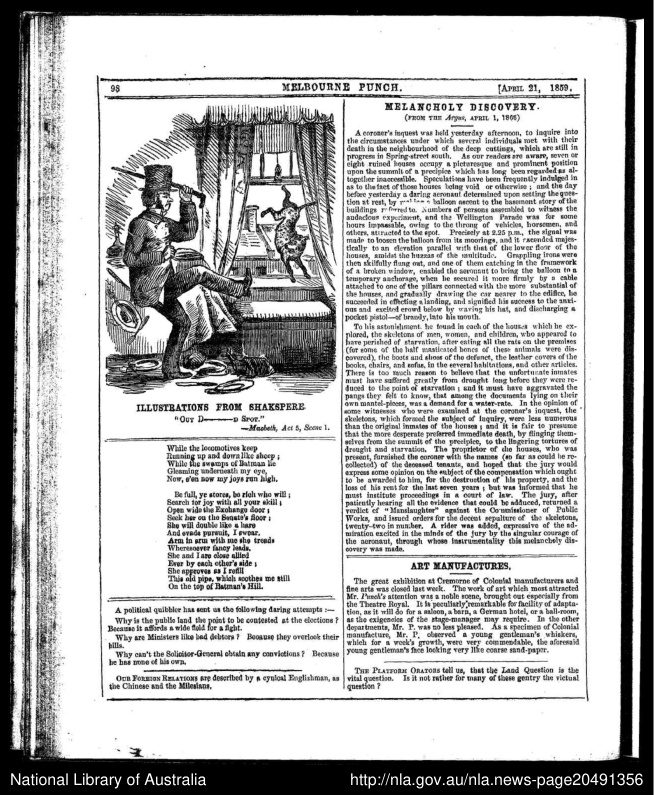 98 MELBOURNE PUNCH. [APRIL 21, 1859.
ILLUSTRATIONS FROM SHAKSPERE.
"OUT D———D SPOT."
—Macbeth, Act 5, Scene 1.
While the locomotives keep
Running up and down like sheep;
While the swamps of Batman lie
Gleaming underneath my eye,
Now, e'en now my joys run high.
Be full, ye stores, be rich who will;
Search for joy with all your skill;
Open wide the Exchange door;
Seek her on the Senate's floor;
She will double like a hare
And evade pursuit, I swear.
Arm in arm with me she treads
Wheresoever fancy leads,
She and I are close allied
Ever by each other's side;
She approves as I refill
This old pipe, which soothes me still
On the top of Batman's Hill.
A political quibbler has sent us the following daring attempts :—
Why is the public land the point to be contested at the elections?
Because it affords a wide field for a fight.
Why are Ministers like bad debtors? Because they overlook their
bills.
Why can't the Solicitor-General obtain any convictions? Because
he has none of his own.
OUR FOREIGN RELATIONS are described by a cynical Englishman, as
the Chinese and the Milesians.
MELANCHOLY DISCOVERY.
(FROM THE Argus, APRIL 1, 1866)
A coroner's inquest was held yesterday afternoon, to inquire into
the circumstances under which several individuals met with their
death in the neighbourhood of the deep cuttings, which are still in
progress in Spring-street south. As our readers are aware, seven or
eight ruined houses occupy a picturesque and prominent position
upon the summit of a precipice which has long been regarded as al-
together inaccessible. Speculations have been frequently indulged in
as to the fact of those houses being void or otherwise; and the day
before yesterday a daring aeronaut determined upon setting the ques-
tion at rest, by a balloon ascent to the basement story of the
buildings referred to. Numbers of persons assembled to witness the
audacious experiment, and the Wellington Parade was for some
hours impassable, owing to the throng of vehicles, horsemen, and
others, attracted to the spot. Precisely at 2.25 p.m., the signal was
made to loosen the balloon from its moorings, and it ascended majes-
tically to an elevation parallel with that of the lower floor of the
houses, amidst the huzzas of the multitude. Grappling irons were
then skilfully flung out, and one of them catching in the framework
of a broken window, enabled the aeronaut to bring the balloon to a
temporary anchorage, when he secured it more firmly by a cable
attached to one of the pillars connected with the more substantial of
the houses, and gradually drawing the car nearer to the edifice, he
succeeded in effecting a landing, and signified his success to the anxi-
ous and excited crowd below by waving his hat, and discharging a
pocket pistol—of brandy, into his mouth.
To his astonishment he found in each of the houses which he ex-
plored, the skeletons of men, women, and children, who appeared to
have perished of starvation, after eating all the rats on the premises
(for some of the half masticated bones of these animals were dis-
covered), the boots and shoes of the defunct, the leather covers of the
books, chairs, and sofas, in the several habitations, and other articles.
There is too much reason to believe that the unfortunate inmates
must have suffered greatly from drought long before they were re-
duced to the point of starvation; and it must have aggravated the
pangs they felt to know, that among the documents lying on their
own mantel-pieces, was a demand for a water-rate. In the opinion of
some witnesses who were examined at the coroner's inquest, the
skeletons, which formed the subject of inquiry, were less numerous
than the original inmates of the houses; and it is fair to presume
that the more desperate preferred immediate death, by flinging them-
selves from the summit of the precipice, to the lingering tortures of
drought and starvation. The proprietor of the houses, who was
present, furnished the coroner with the names (so far as could be re-
collected) of the deceased tenants, and hoped that the jury would
express some opinion on the subject of the compensation which ought
to be awarded to him, for the destruction of his property, and the
loss of his rent for the last seven years; but was informed that he
must institute proceedings in a court of law. The jury, after
patiently hearing all the evidence that could be adduced, returned a
verdict of "Manslaughter" against the Commissioner of Public
Works, and issued orders for the decent sepulture of the skeletons,
twenty-two in number. A rider was added, expressive of the ad-
miration excited in the minds of the jury by the singular courage of
the aeronaut, through whose instrumentality this melancholy dis-
covery was made.
ART MANUFACTURES.
The great exhibition at Cremorne of Colonial manufactures and
fine arts was closed last week. The work of art which most attracted
Mr. Punch's attention was a noble scene, brought out especially from
the Theatre Royal. It is peculiarly remarkable for facility of adapta-
tion, as it will do for a saloon, a barn, a German hotel, or a ball-room,
as the exigencies of the stage-manager may require. In the other
departments, Mr. P. was no less pleased. As a specimen of Colonial
manufacture, Mr. P. observed a young gentleman's whiskers,
which for a week's growth, were very commendable, the aforesaid
young gentleman's face looking very like coarse sand-paper.
THE PLATFORM ORATORS tell us, that the Land Question is the
vital question. Is it not rather for many of these gentry the victual
question?
National Library of Australia http://nla.gov.au/nla.news-page20491356